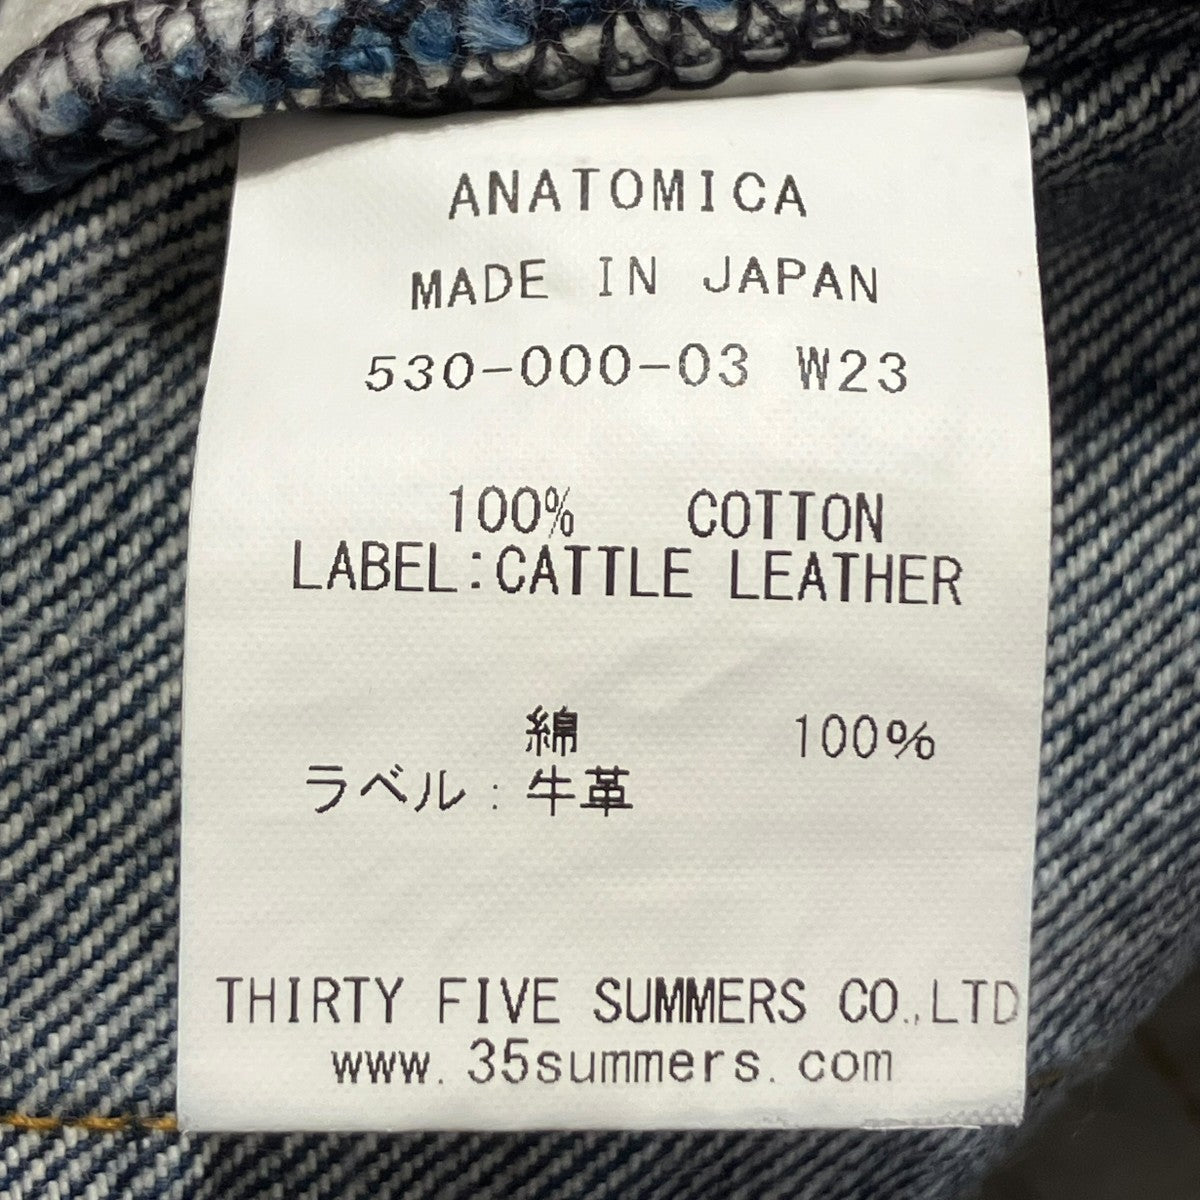 ANATOMICA
MADE IN JAPAN
530-000-03 W23
100% COTTON
LABEL:CATTLE LEATHER
綿 100%
ラベル:牛革
THIRTY FIVE SUMMERS CO.,LTD
www.35summers.com